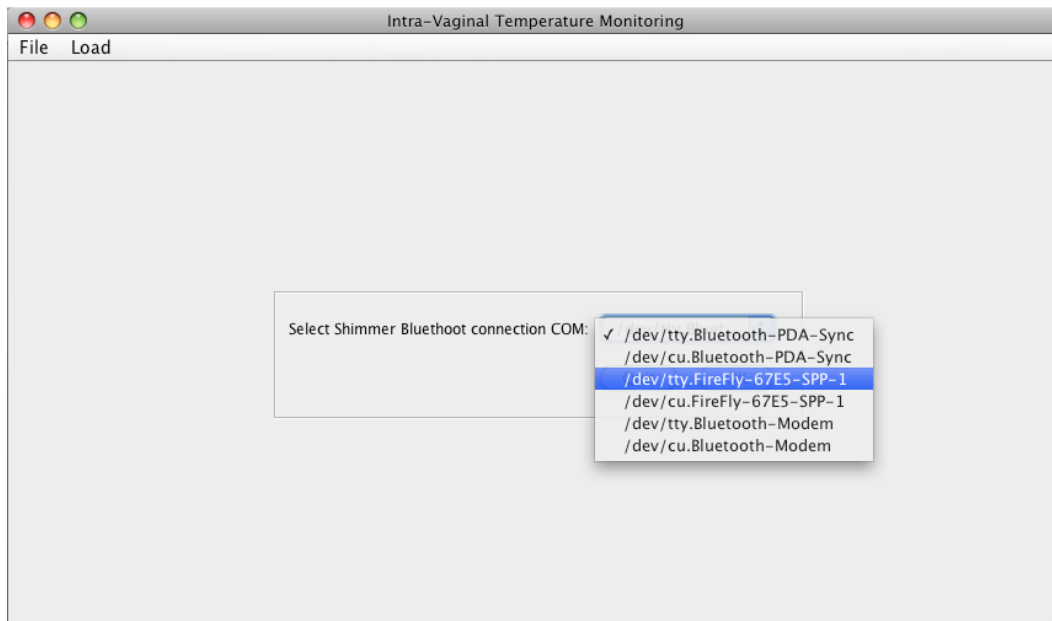 Intra-Vaginal Temperature Monitoring
File Load
Select Shimmer Bluethoot connection COM:
✓ /dev/tty.Bluetooth-PDA-Sync
/dev/cu.Bluetooth-PDA-Sync
/dev/tty.FireFly-67E5-SPP-1
/dev/cu.FireFly-67E5-SPP-1
/dev/tty.Bluetooth-Modem
/dev/cu.Bluetooth-Modem